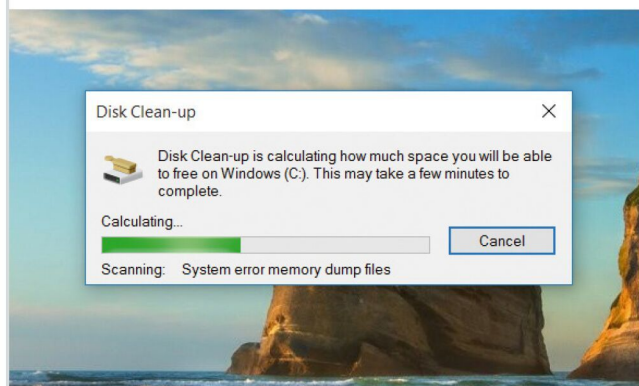 Disk Clean-up
Disk Clean-up is calculating how much space you will be able
to free on Windows (C:). This may take a few minutes to
complete.
Calculating...
Cancel
Scanning: System error memory dump files